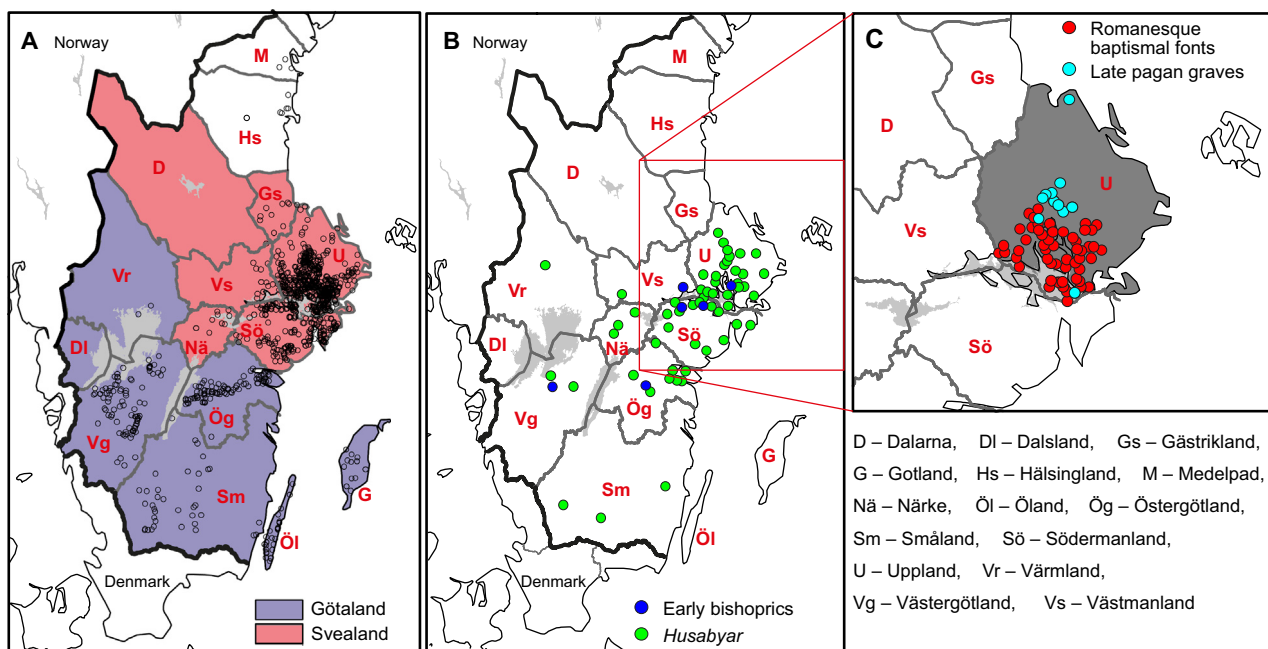 A
Norway
M
Hs
D
Gs
U
Vr
Vs
Sö
Dl
Nä
Ög
Vg
Sm
G
Öl
Denmark
Götaland
Svealand
B
Norway
M
Hs
D
Gs
U
Vs
Vr
Sö
Dl
Nä
Vg
Ög
G
Sm
Öl
Denmark
Early bishoprics
Husabyar
C
Romanesque
baptismal fonts
Late pagan graves
Gs
D
U
Vs
Sö
D – Dalarna, Dl – Dalsland, Gs – Gästrikland,
G – Gotland, Hs – Hälsingland, M – Medelpad,
Nä – Närke, Öl – Öland, Ög – Östergötland,
Sm – Småland, Sö – Södermanland,
U – Uppland, Vr – Värmland,
Vg – Västergötland, Vs – Västmanland